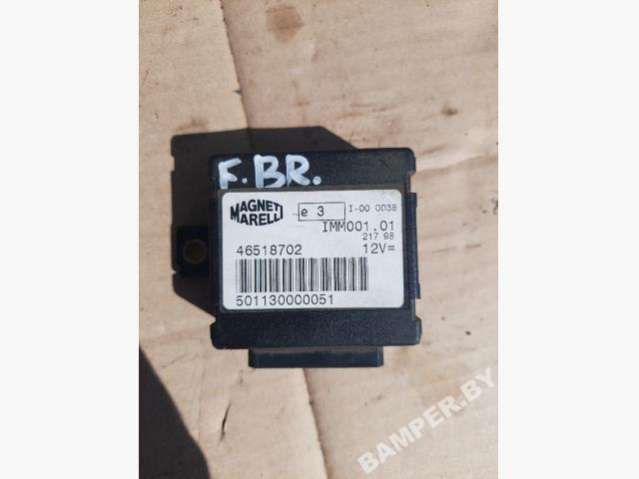 F.BR.
MAGNETI
MARELLI
e 3
I-00 0038
IMM001.01
217 98
46518702
12V=
501130000051
BAMPER.BY